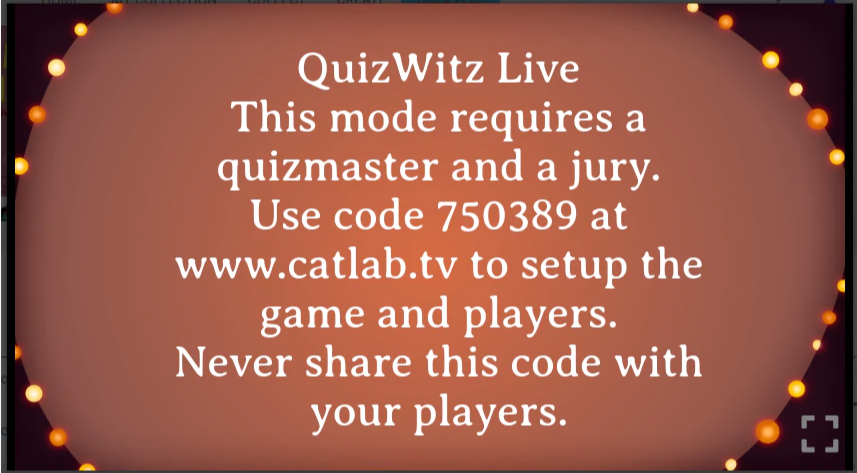 QuizWitz Live
This mode requires a
quizmaster and a jury.
Use code 750389 at
www.catlab.tv to setup the
game and players.
Never share this code with
your players.